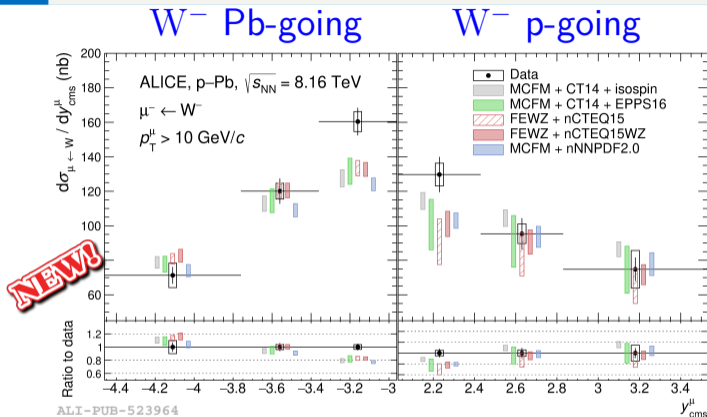 W⁻ Pb-going
W⁻ p-going
dσμ←W / dyμcms (nb)
200
180
160
140
120
100
80
60
ALICE, p–Pb, √sNN = 8.16 TeV
μ⁻ ← W⁻
pμT > 10 GeV/c
Data
MCFM + CT14 + isospin
MCFM + CT14 + EPPS16
FEWZ + nCTEQ15
FEWZ + nCTEQ15WZ
MCFM + nNNPDF2.0
NEW!
Ratio to data
1.2
1
0.8
0.6
−4.4 −4.2 −4 −3.8 −3.6 −3.4 −3.2 −3
2.2 2.4 2.6 2.8 3 3.2 3.4
yμcms
ALI-PUB-523964